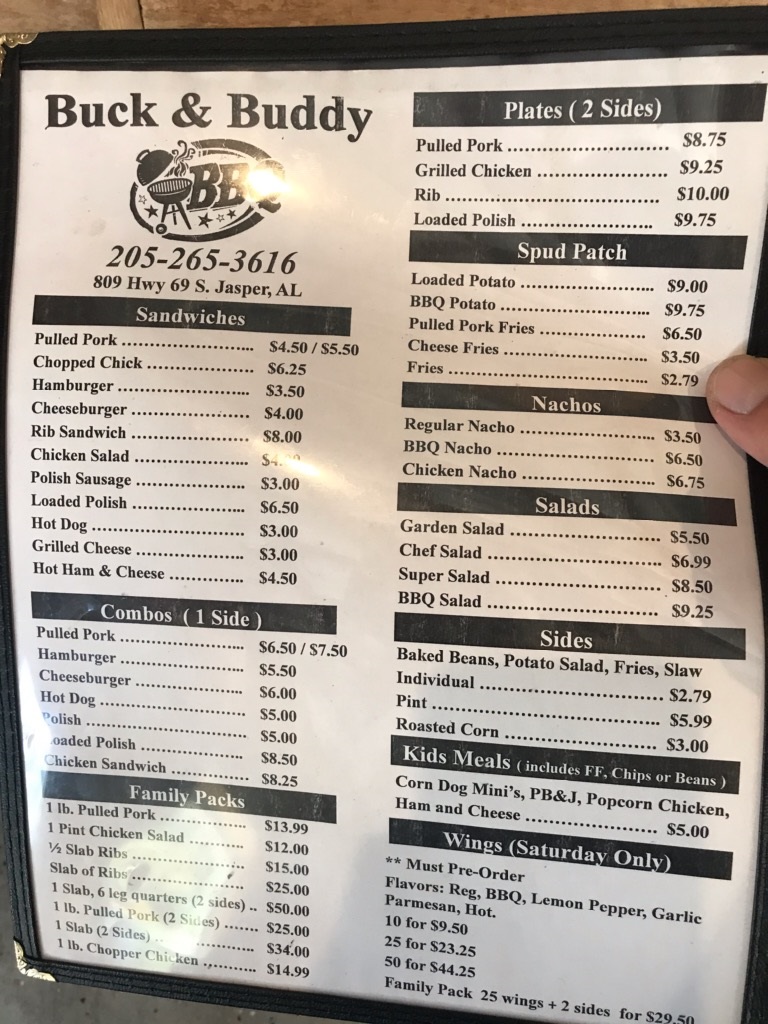 Buck & Buddy
BBQ
205-265-3616
809 Hwy 69 S. Jasper, AL
Sandwiches
Pulled Pork .............................. $4.50 / $5.50
Chopped Chick ........................ $6.25
Hamburger .............................. $3.50
Cheeseburger .......................... $4.00
Rib Sandwich .......................... $8.00
Chicken Salad ..........................
Polish Sausage ........................ $3.00
Loaded Polish .......................... $6.50
Hot Dog .................................. $3.00
Grilled Cheese ........................ $3.00
Hot Ham & Cheese ................ $4.50
Combos ( 1 Side )
Pulled Pork .............................. $6.50 / $7.50
Hamburger .............................. $5.50
Cheeseburger .......................... $6.00
Hot Dog .................................. $5.00
Polish ...................................... $5.00
Loaded Polish .......................... $8.50
Chicken Sandwich .................. $8.25
Family Packs
1 lb. Pulled Pork .................... $13.99
1 Pint Chicken Salad ............ $12.00
½ Slab Ribs ............................ $15.00
Slab of Ribs ............................ $25.00
1 Slab, 6 leg quarters (2 sides) .. $50.00
1 lb. Pulled Pork (2 Sides) ....... $25.00
1 Slab (2 Sides) ...................... $34.00
1 lb. Chopper Chicken ............ $14.99
Plates ( 2 Sides)
Pulled Pork .............................. $8.75
Grilled Chicken ........................ $9.25
Rib .......................................... $10.00
Loaded Polish .......................... $9.75
Spud Patch
Loaded Potato .......................... $9.00
BBQ Potato .............................. $9.75
Pulled Pork Fries .................... $6.50
Cheese Fries ............................ $3.50
Fries ........................................ $2.79
Nachos
Regular Nacho ........................ $3.50
BBQ Nacho .............................. $6.50
Chicken Nacho ........................ $6.75
Salads
Garden Salad .......................... $5.50
Chef Salad .............................. $6.99
Super Salad ............................ $8.50
BBQ Salad .............................. $9.25
Sides
Baked Beans, Potato Salad, Fries, Slaw
Individual .............................. $2.79
Pint ........................................ $5.99
Roasted Corn .......................... $3.00
Kids Meals ( includes FF, Chips or Beans )
Corn Dog Mini's, PB&J, Popcorn Chicken,
Ham and Cheese ...................... $5.00
Wings (Saturday Only)
** Must Pre-Order
Flavors: Reg, BBQ, Lemon Pepper, Garlic
Parmesan, Hot.
10 for $9.50
25 for $23.25
50 for $44.25
Family Pack 25 wings + 2 sides for $29.50